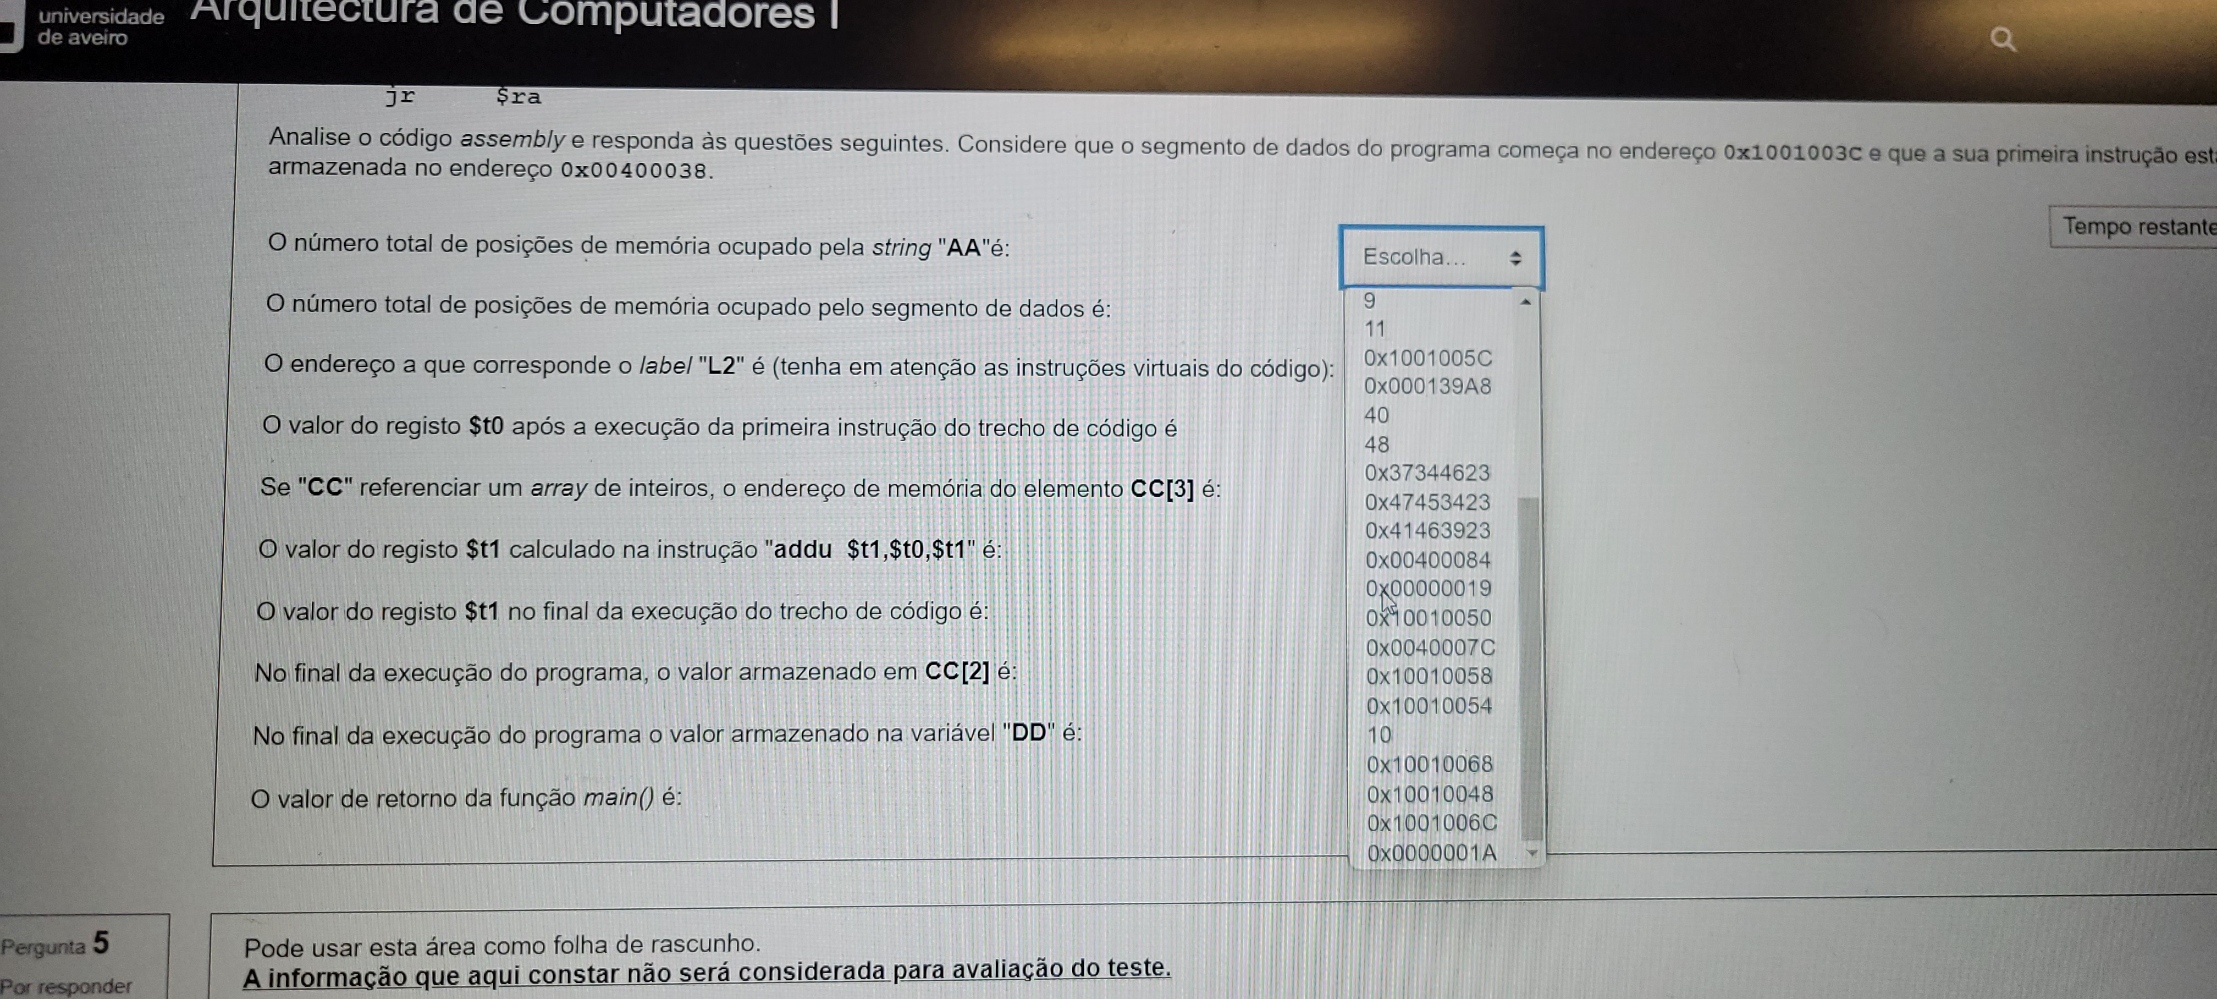 universidade
de aveiro
Arquitectura de Computadores I
jr $ra
Analise o código assembly e responda às questões seguintes. Considere que o segmento de dados do programa começa no endereço 0x1001003C e que a sua primeira instrução est
armazenada no endereço 0x00400038.
Tempo restante
O número total de posições de memória ocupado pela string "AA"é:
Escolha...
O número total de posições de memória ocupado pelo segmento de dados é:
O endereço a que corresponde o label "L2" é (tenha em atenção as instruções virtuais do código):
O valor do registo $t0 após a execução da primeira instrução do trecho de código é
Se "CC" referenciar um array de inteiros, o endereço de memória do elemento CC[3] é:
O valor do registo $t1 calculado na instrução "addu $t1,$t0,$t1" é:
O valor do registo $t1 no final da execução do trecho de código é:
No final da execução do programa, o valor armazenado em CC[2] é:
No final da execução do programa o valor armazenado na variável "DD" é:
O valor de retorno da função main() é:
9
11
0x1001005C
0x000139A8
40
48
0x37344623
0x47453423
0x41463923
0x00400084
0x00000019
0x10010050
0x0040007C
0x10010058
0x10010054
10
0x10010068
0x10010048
0x1001006C
0x0000001A
Pergunta 5
Por responder
Pode usar esta área como folha de rascunho.
A informação que aqui constar não será considerada para avaliação do teste.